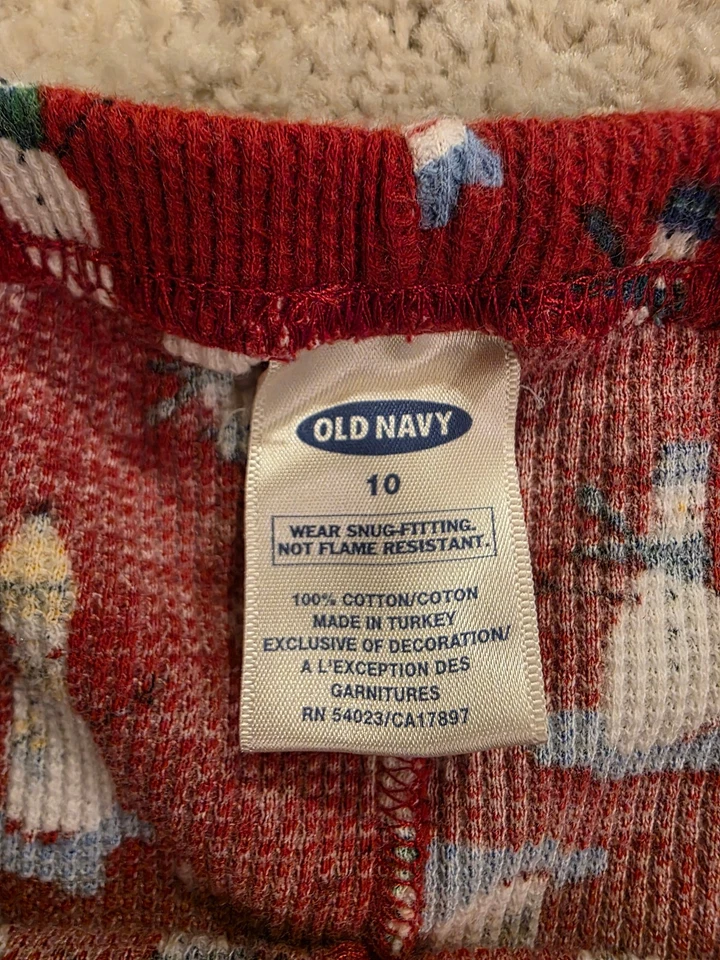 OLD NAVY
10
WEAR SNUG-FITTING.
NOT FLAME RESISTANT.
100% COTTON/COTON
MADE IN TURKEY
EXCLUSIVE OF DECORATION/
A L'EXCEPTION DES
GARNITURES
RN 54023/CA17897